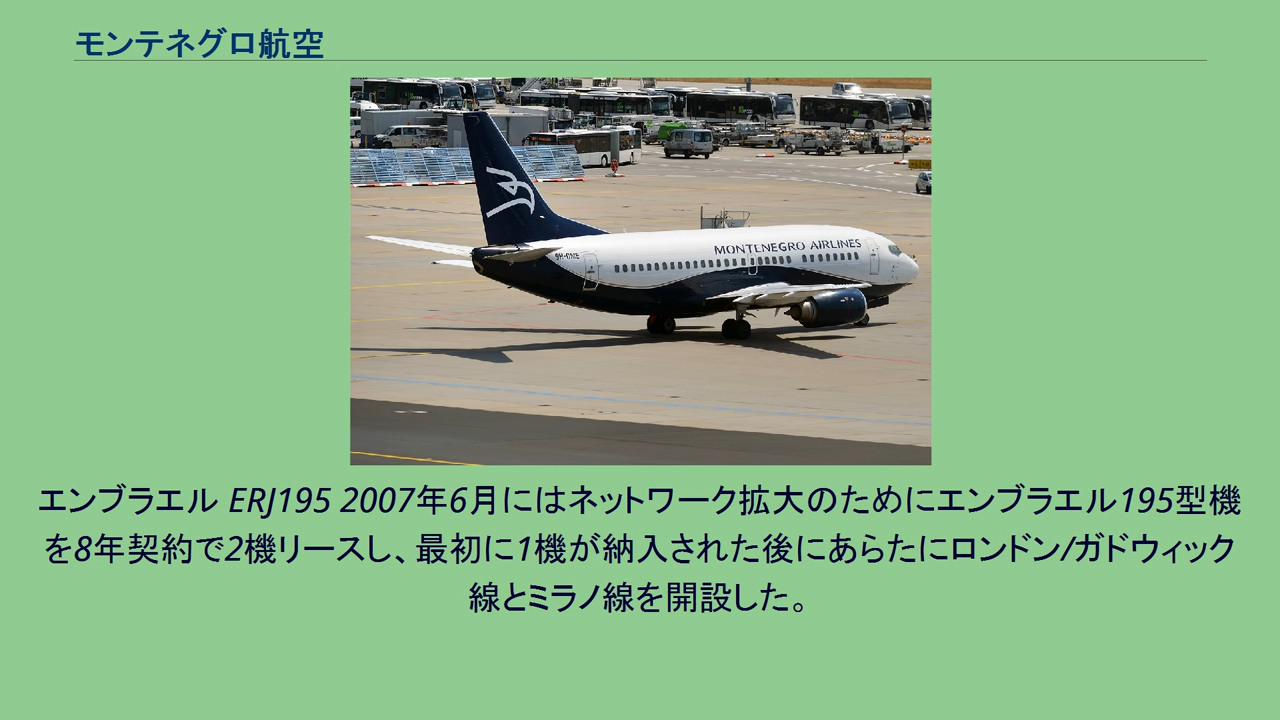 モンテネグロ航空
MONTENEGRO AIRLINES
エンブラエル ERJ195 2007年6月にはネットワーク拡大のためにエンブラエル195型機
を8年契約で2機リースし、最初に1機が納入された後にあらたにロンドン/ガドウィック
線とミラノ線を開設した。